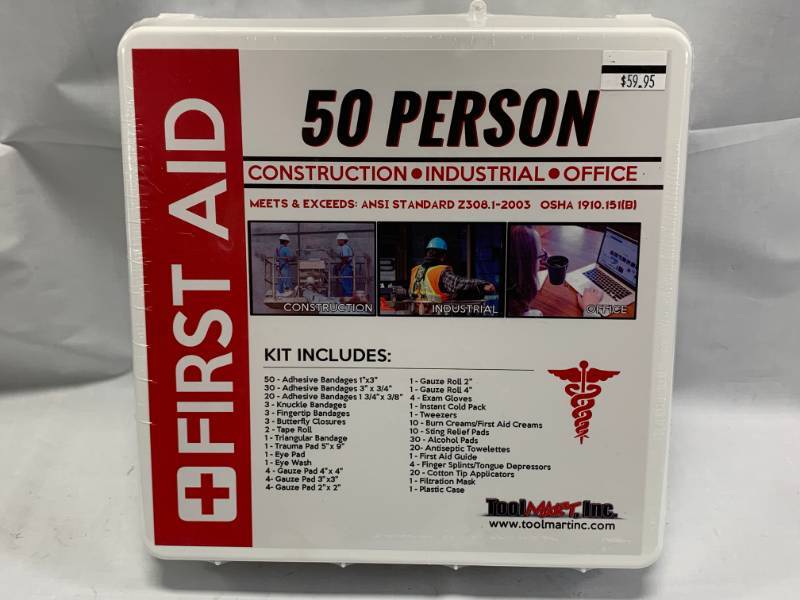 FIRST AID
$59.95
50 PERSON
CONSTRUCTION•INDUSTRIAL•OFFICE
MEETS & EXCEEDS: ANSI STANDARD Z308.1-2003 OSHA 1910.151(B)
CONSTRUCTION
INDUSTRIAL
OFFICE
KIT INCLUDES:
50 - Adhesive Bandages 1"x3"
30 - Adhesive Bandages 3" x 3/4"
20 - Adhesive Bandages 1 3/4" x 3/8"
3 - Knuckle Bandages
3 - Fingertip Bandages
3 - Butterfly Closures
2 - Tape Roll
1 - Triangular Bandage
1 - Trauma Pad 5"x 9"
1 - Eye Pad
1 - Eye Wash
4 - Gauze Pad 4"x 4"
4- Gauze Pad 3"x3"
4- Gauze Pad 2"x 2"
1 - Gauze Roll 2"
1 - Gauze Roll 4"
4 - Exam Gloves
1 - Instant Cold Pack
1 - Tweezers
10 - Burn Creams/First Aid Creams
10 - Sting Relief Pads
30 - Alcohol Pads
20- Antiseptic Towelettes
1 - First Aid Guide
4 - Finger Splints/Tongue Depressors
20 - Cotton Tip Applicators
1 - Filtration Mask
1 - Plastic Case
ToolMART, Inc.
www.toolmartinc.com